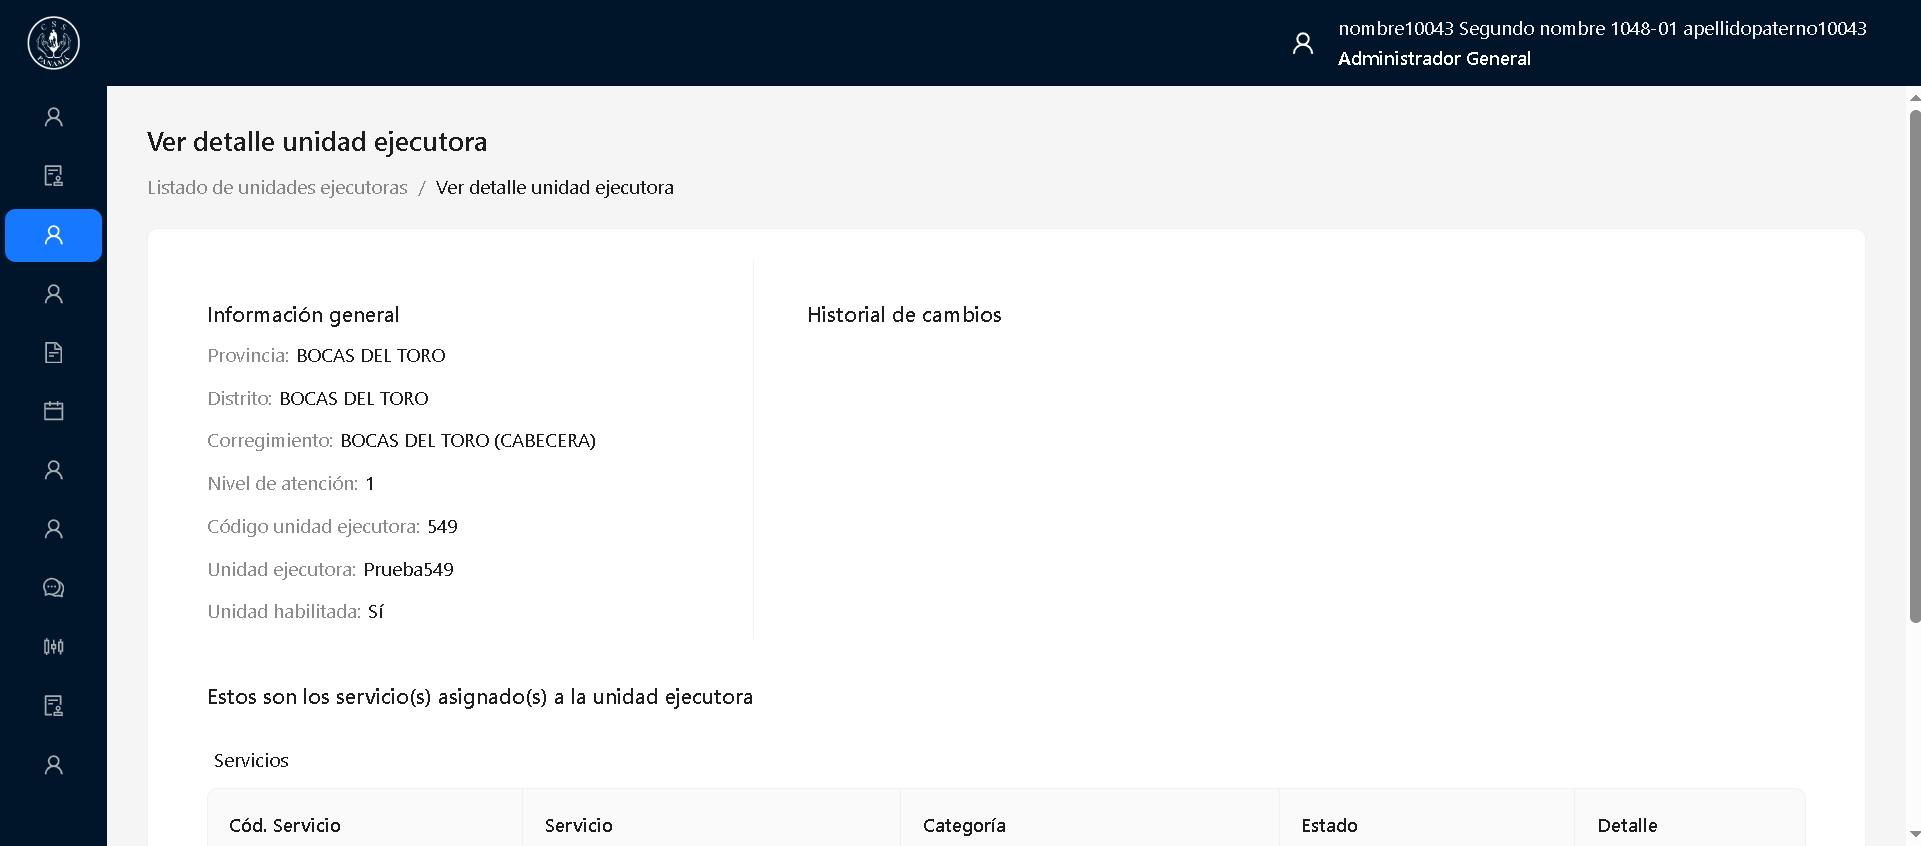 CSS
PANAMÁ
nombre10043 Segundo nombre 1048-01 apellidopaterno10043
Administrador General
Ver detalle unidad ejecutora
Listado de unidades ejecutoras / Ver detalle unidad ejecutora
Información general
Provincia: BOCAS DEL TORO
Distrito: BOCAS DEL TORO
Corregimiento: BOCAS DEL TORO (CABECERA)
Nivel de atención: 1
Código unidad ejecutora: 549
Unidad ejecutora: Prueba549
Unidad habilitada: Sí
Historial de cambios
Estos son los servicio(s) asignado(s) a la unidad ejecutora
Servicios
Cód. Servicio Servicio Categoría Estado Detalle